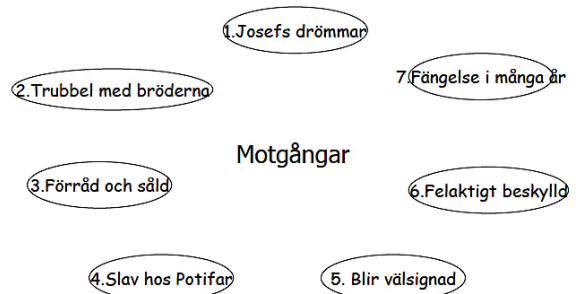 1.Josefs drömmar
2.Trubbel med bröderna
3.Förråd och såld
4.Slav hos Potifar
5. Blir välsignad
6.Felaktigt beskylld
7.Fängelse i många år
Motgångar